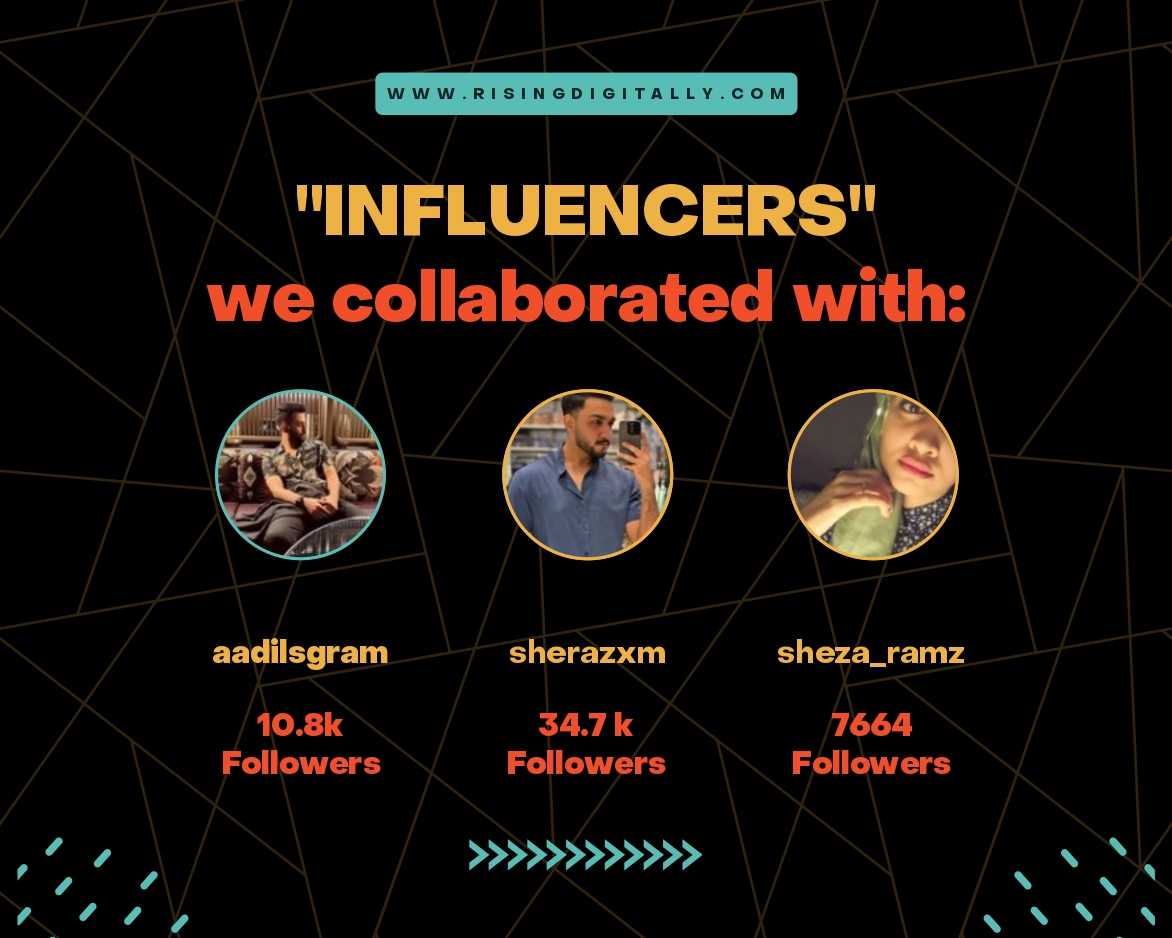 WWW.RISINGDIGITALLY.COM
"INFLUENCERS"
we collaborated with:
aadilsgram
10.8k
Followers
sherazxm
34.7 k
Followers
sheza_ramz
7664
Followers